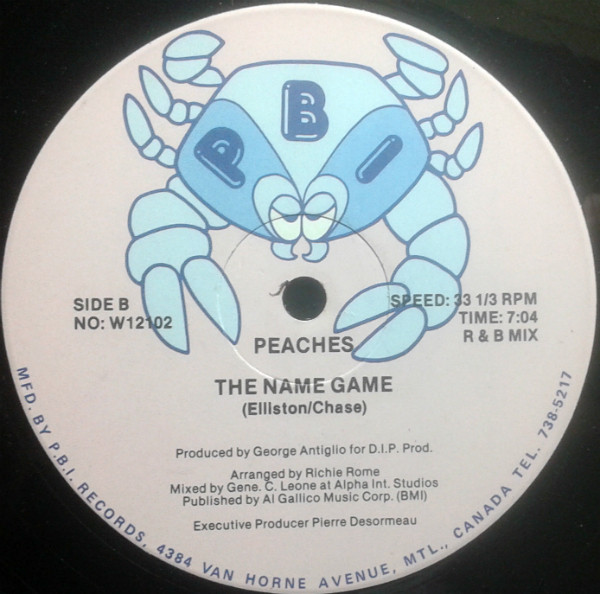 PBI
SIDE B
NO: W12102
SPEED: 33 1/3 RPM
TIME: 7:04
R & B MIX
PEACHES
THE NAME GAME
(Elliston/Chase)
Produced by George Antiglio for D.I.P. Prod.
Arranged by Richie Rome
Mixed by Gene. C. Leone at Alpha Int. Studios
Published by Al Gallico Music Corp. (BMI)
Executive Producer Pierre Desormeau
MFD. BY P.B.I. RECORDS, 4384 VAN HORNE AVENUE, MTL., CANADA TEL. 738-5217